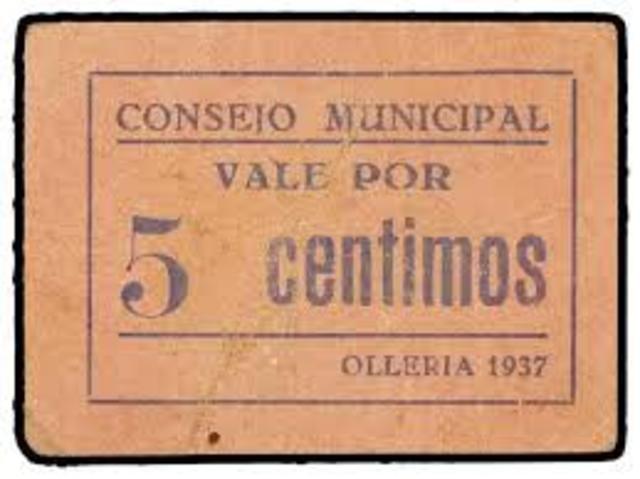 CONSEJO MUNICIPAL
VALE POR
5 centimos
OLLERIA 1937